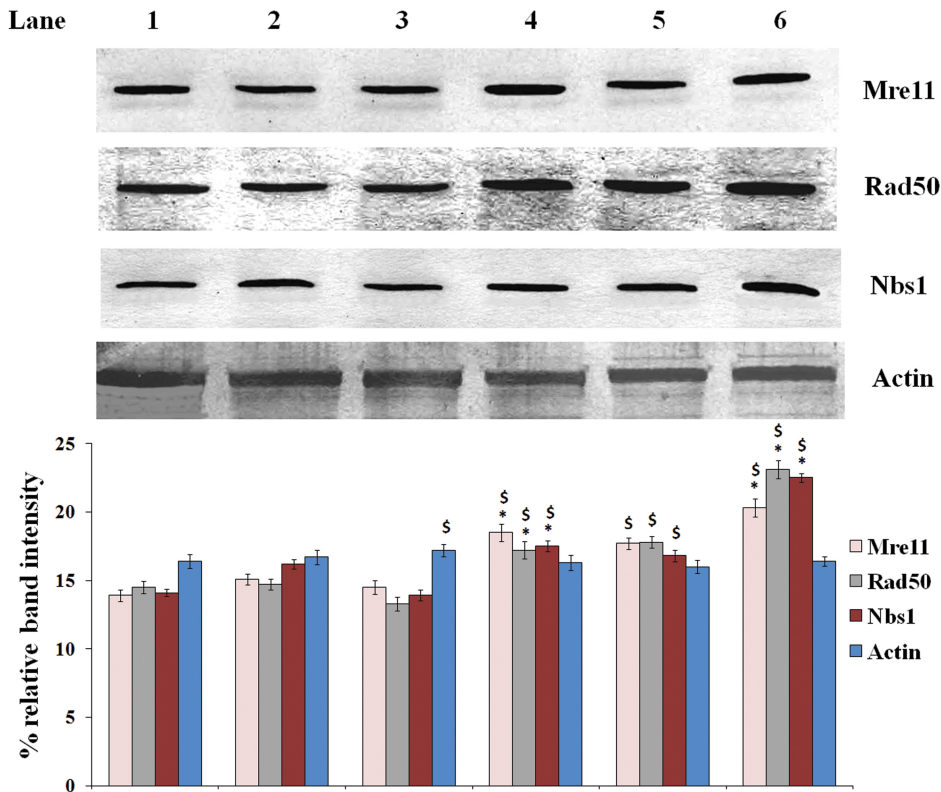 Lane 1 2 3 4 5 6
Mre11
Rad50
Nbs1
Actin
% relative band intensity
25
20
15
10
5
0
$
$
*
$
*
$
*
$
$
$
$
*
$
*
$
*
Mre11
Rad50
Nbs1
Actin